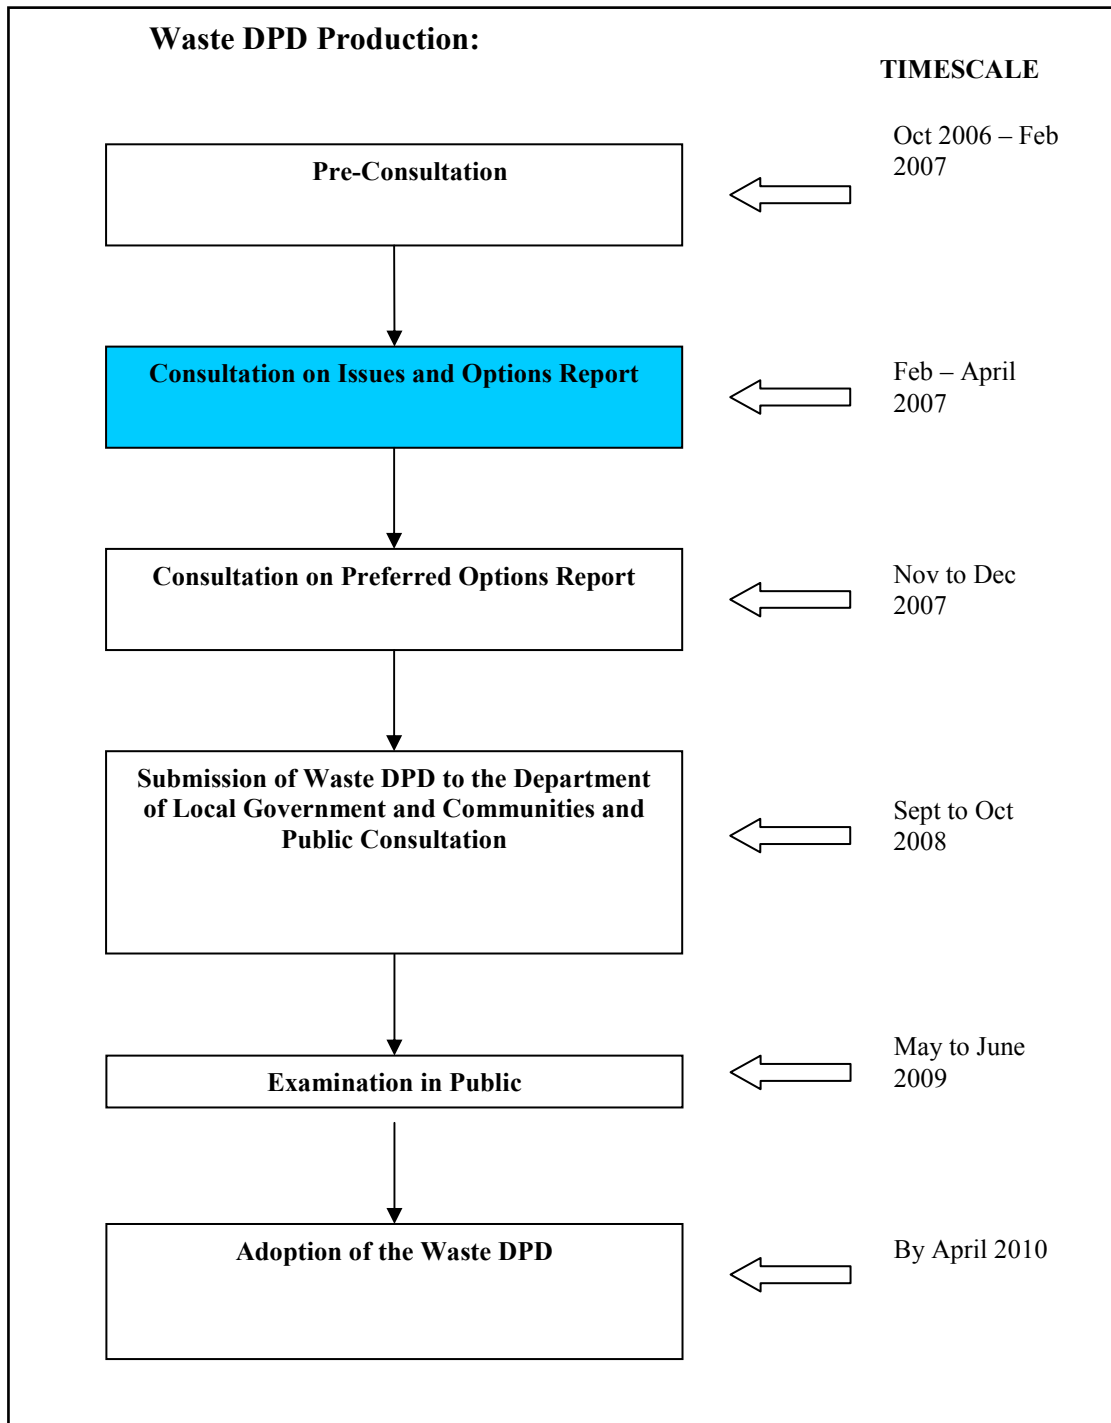 Waste DPD Production:
TIMESCALE
Pre-Consultation
Oct 2006 – Feb
2007
Consultation on Issues and Options Report
Feb – April
2007
Consultation on Preferred Options Report
Nov to Dec
2007
Submission of Waste DPD to the Department
of Local Government and Communities and
Public Consultation
Sept to Oct
2008
Examination in Public
May to June
2009
Adoption of the Waste DPD
By April 2010